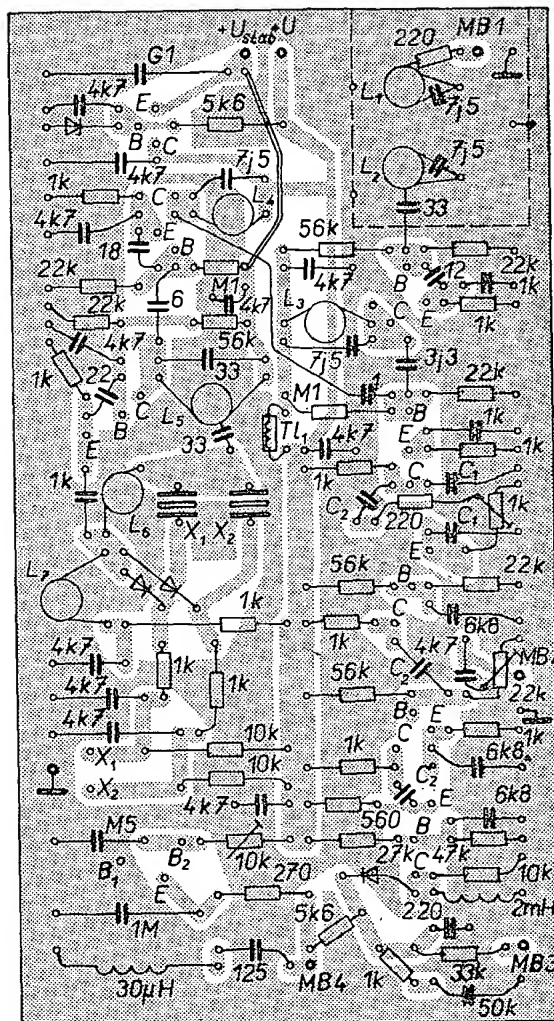 +U stab +U
220 MB1
G1
4k7 E
5k6 L1 7j5
B C
4k7 7j5 7j5
L2
1k C L4
4k7 33
18 56k
B 22k
22k M1 4k7 B 12
22k 6 4k7 L3 C E 1k
4k7 56k 1k
1k 33 7j5 3j3
22 C L5 M1 1 22k
B 33 Tl1 B
E 4k7 E 1k
1k 1k C C1 1k
L6 C2 220 C1 1k
X1 X2 E
L7 56k B 22k
C
1k 1k 6k8
4k7 1k C2 4k7 MB2
4k7 1k 56k 22k
4k7 B E 1k
X1 10k 1k C 6k8
X2 10k C2
4k7 E 6k8
M5 560 B
B1 B2 10k 27k C 47k
E 270 10k
1M 5k6 220 2mH
125 1k 33k MB3
30µH MB4 50k